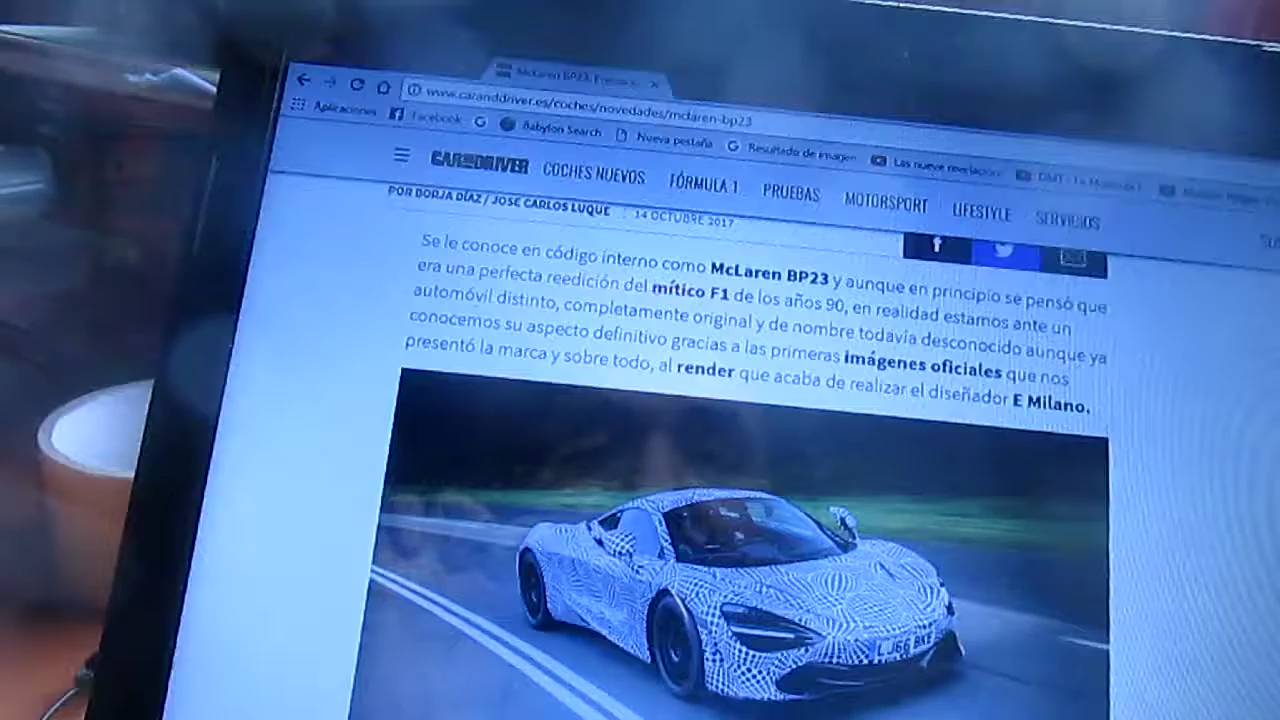 McLaren BP23:
www.caranddriver.es/coches/novedades/mclaren-bp23
Aplicaciones Facebook Babylon Search Nueva pestaña Resultado de imagen Las nueve
CAR AND DRIVER COCHES NUEVOS FÓRMULA 1 PRUEBAS MOTORSPORT LIFESTYLE SERVICIOS
POR BORJA DÍAZ / JOSE CARLOS LUQUE 14 OCTUBRE 2017
Se le conoce en código interno como McLaren BP23 y aunque en principio se pensó que
era una perfecta reedición del mítico F1 de los años 90, en realidad estamos ante un
automóvil distinto, completamente original y de nombre todavía desconocido aunque ya
conocemos su aspecto definitivo gracias a las primeras imágenes oficiales que nos
presentó la marca y sobre todo, al render que acaba de realizar el diseñador E Milano.
LJ66 BKE